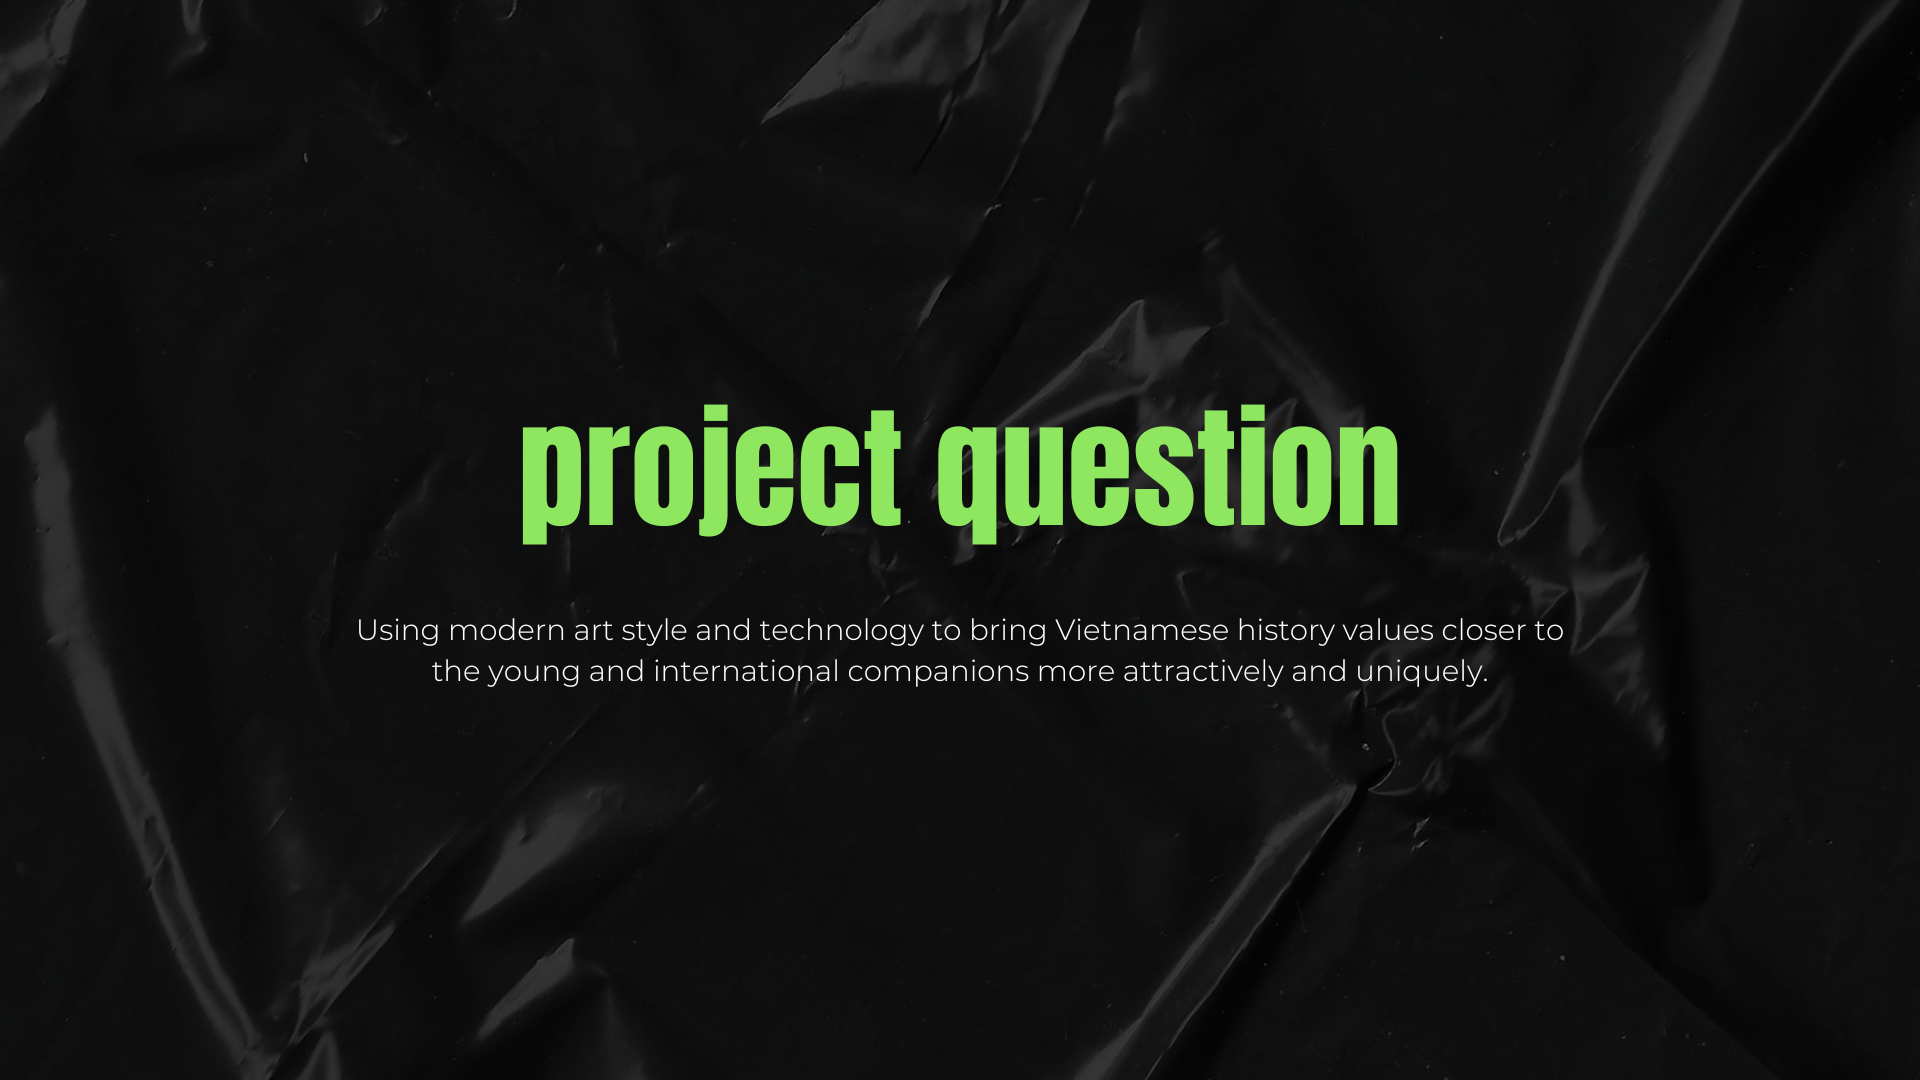 project question
Using modern art style and technology to bring Vietnamese history values closer to
the young and international companions more attractively and uniquely.